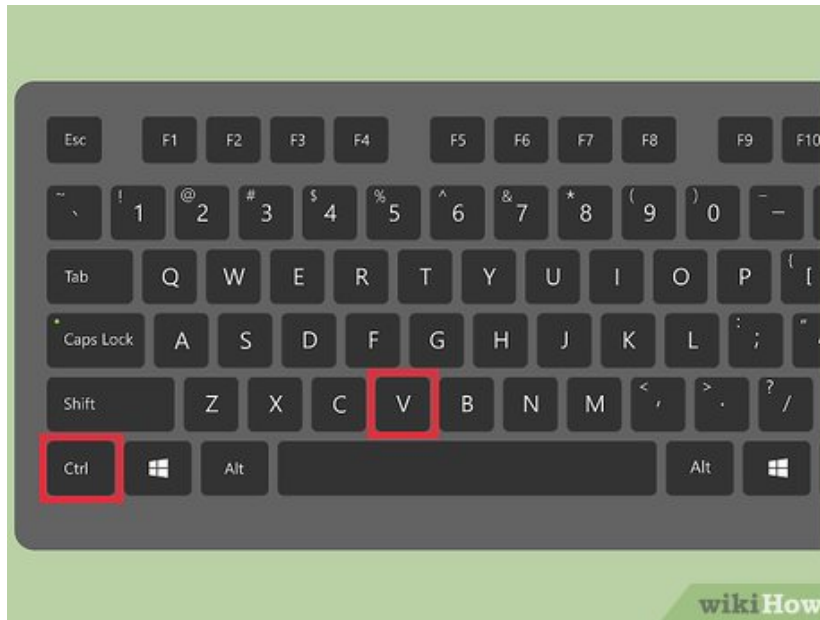 Esc F1 F2 F3 F4 F5 F6 F7 F8 F9 F10
~ ` ! 1 @ 2 # 3 $ 4 % 5 ^ 6 & 7 * 8 ( 9 ) 0 – —
Tab Q W E R T Y U I O P { [
Caps Lock A S D F G H J K L : ; "
Shift Z X C V B N M < , > . ? /
Ctrl Alt Alt
wikiHow